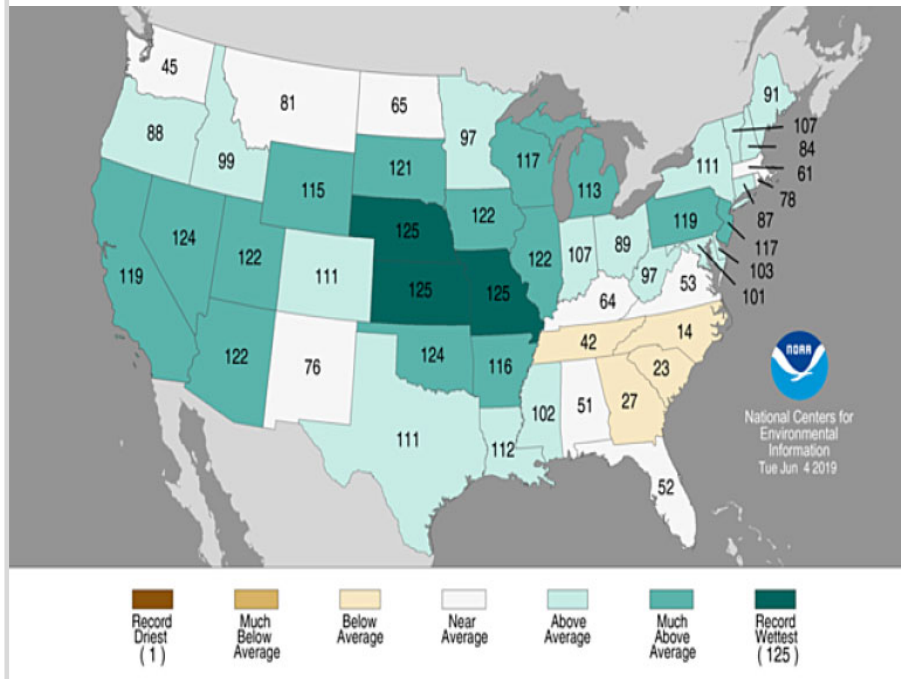 45
81
65
91
97
107
88
84
99
111
61
121
117
78
115
113
87
122
119
125
117
124
107
89
122
122
103
119
111
97
101
125
125
53
64
42
14
122
76
124
116
23
NOAA
27
National Centers for
Environmental
Information
Tue Jun 4 2019
102
51
111
112
52
Record
Driest
(1)
Much
Below
Average
Below
Average
Near
Average
Above
Average
Much
Above
Average
Record
Wettest
(125)